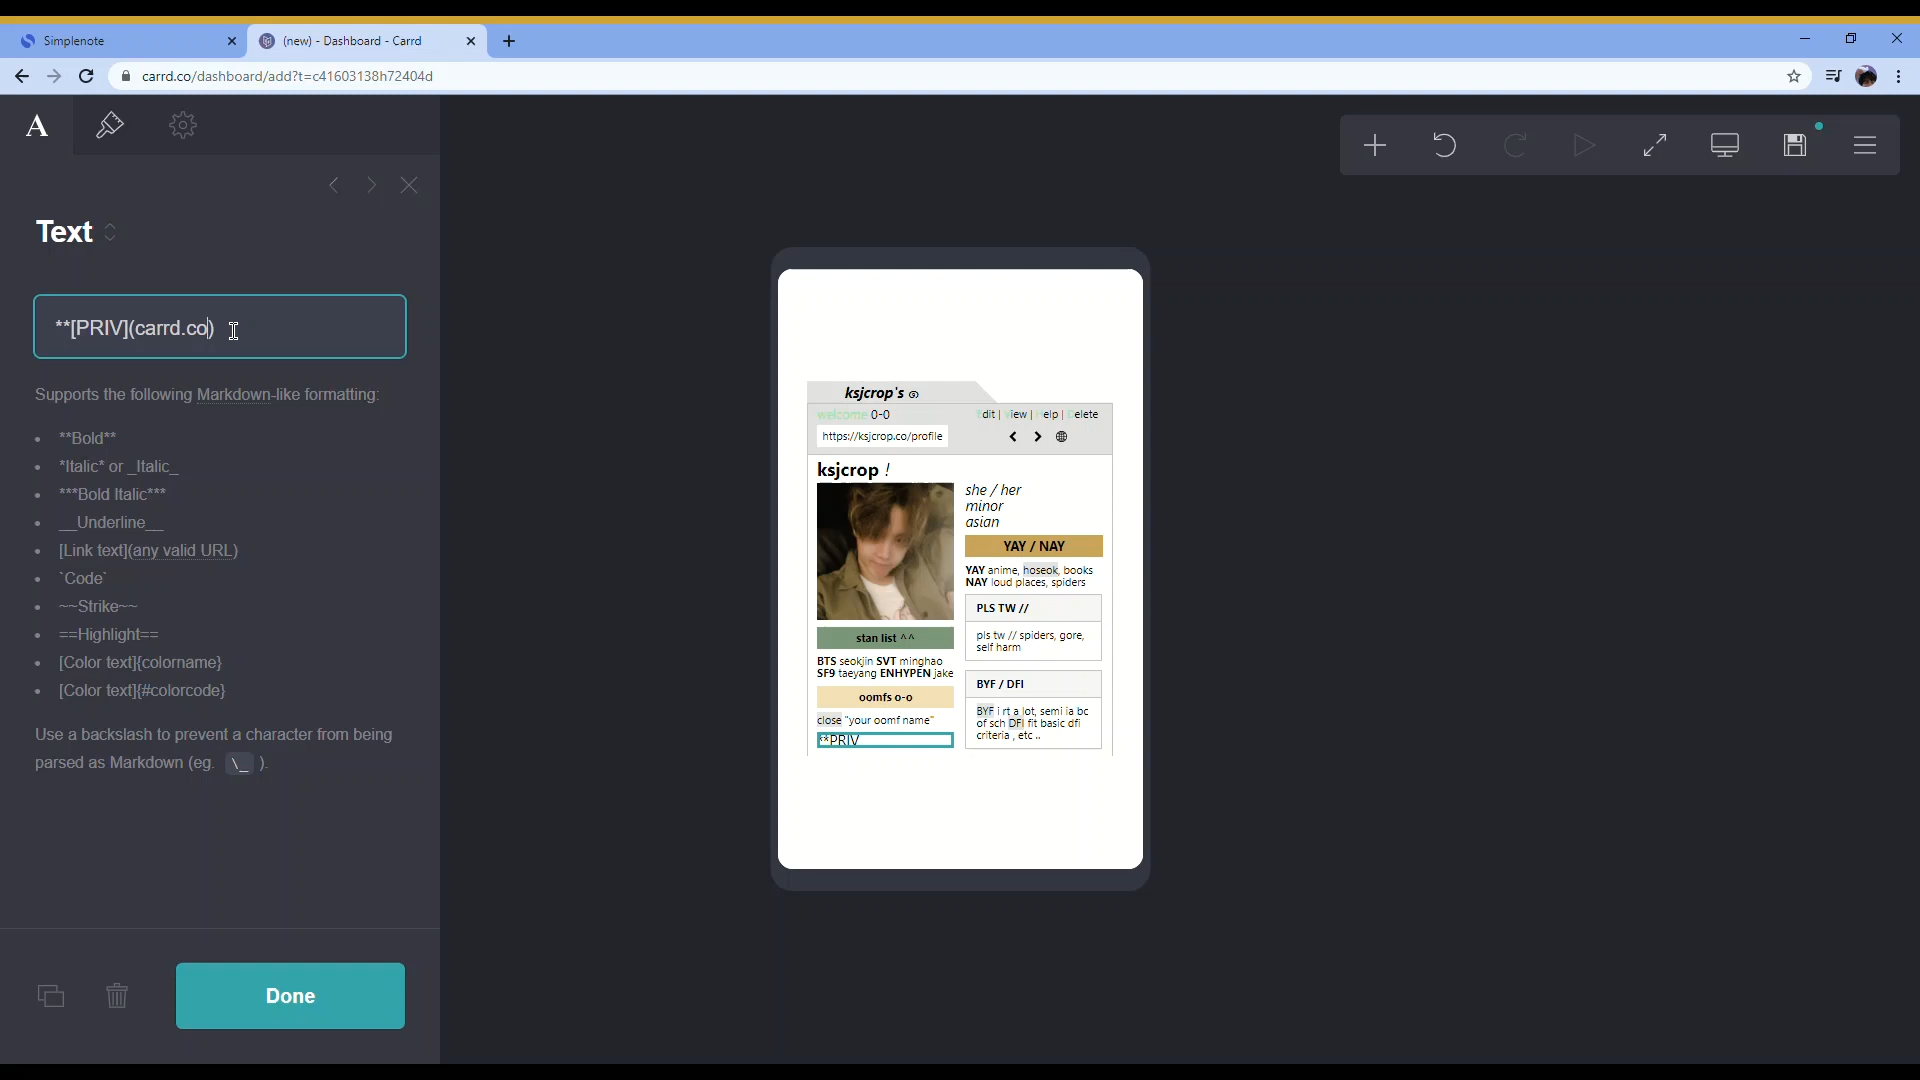 Simplenote
(new) - Dashboard - Carrd
carrd.co/dashboard/add?t=c41603138h72404d
A
Text
**[PRIV](carrd.co)
Supports the following Markdown-like formatting:
**Bold**
*Italic* or _Italic_
***Bold Italic***
__Underline__
[Link text](any valid URL)
`Code`
~~Strike~~
==Highlight==
[Color text]{colorname}
[Color text]{#colorcode}
Use a backslash to prevent a character from being
parsed as Markdown (eg. \_ ).
Done
ksjcrop's
welcome 0-0
Edit | View | Help | Delete
https://ksjcrop.co/profile
ksjcrop !
she / her
minor
asian
YAY / NAY
YAY anime, hoseok, books
NAY loud places, spiders
PLS TW //
pls tw // spiders, gore,
self harm
stan list ^^
BTS seokjin SVT minghao
SF9 taeyang ENHYPEN jake
oomfs o-o
close "your oomf name"
**PRIV
BYF / DFI
BYF i rt a lot, semi ia bc
of sch DFI fit basic dfi
criteria , etc ..